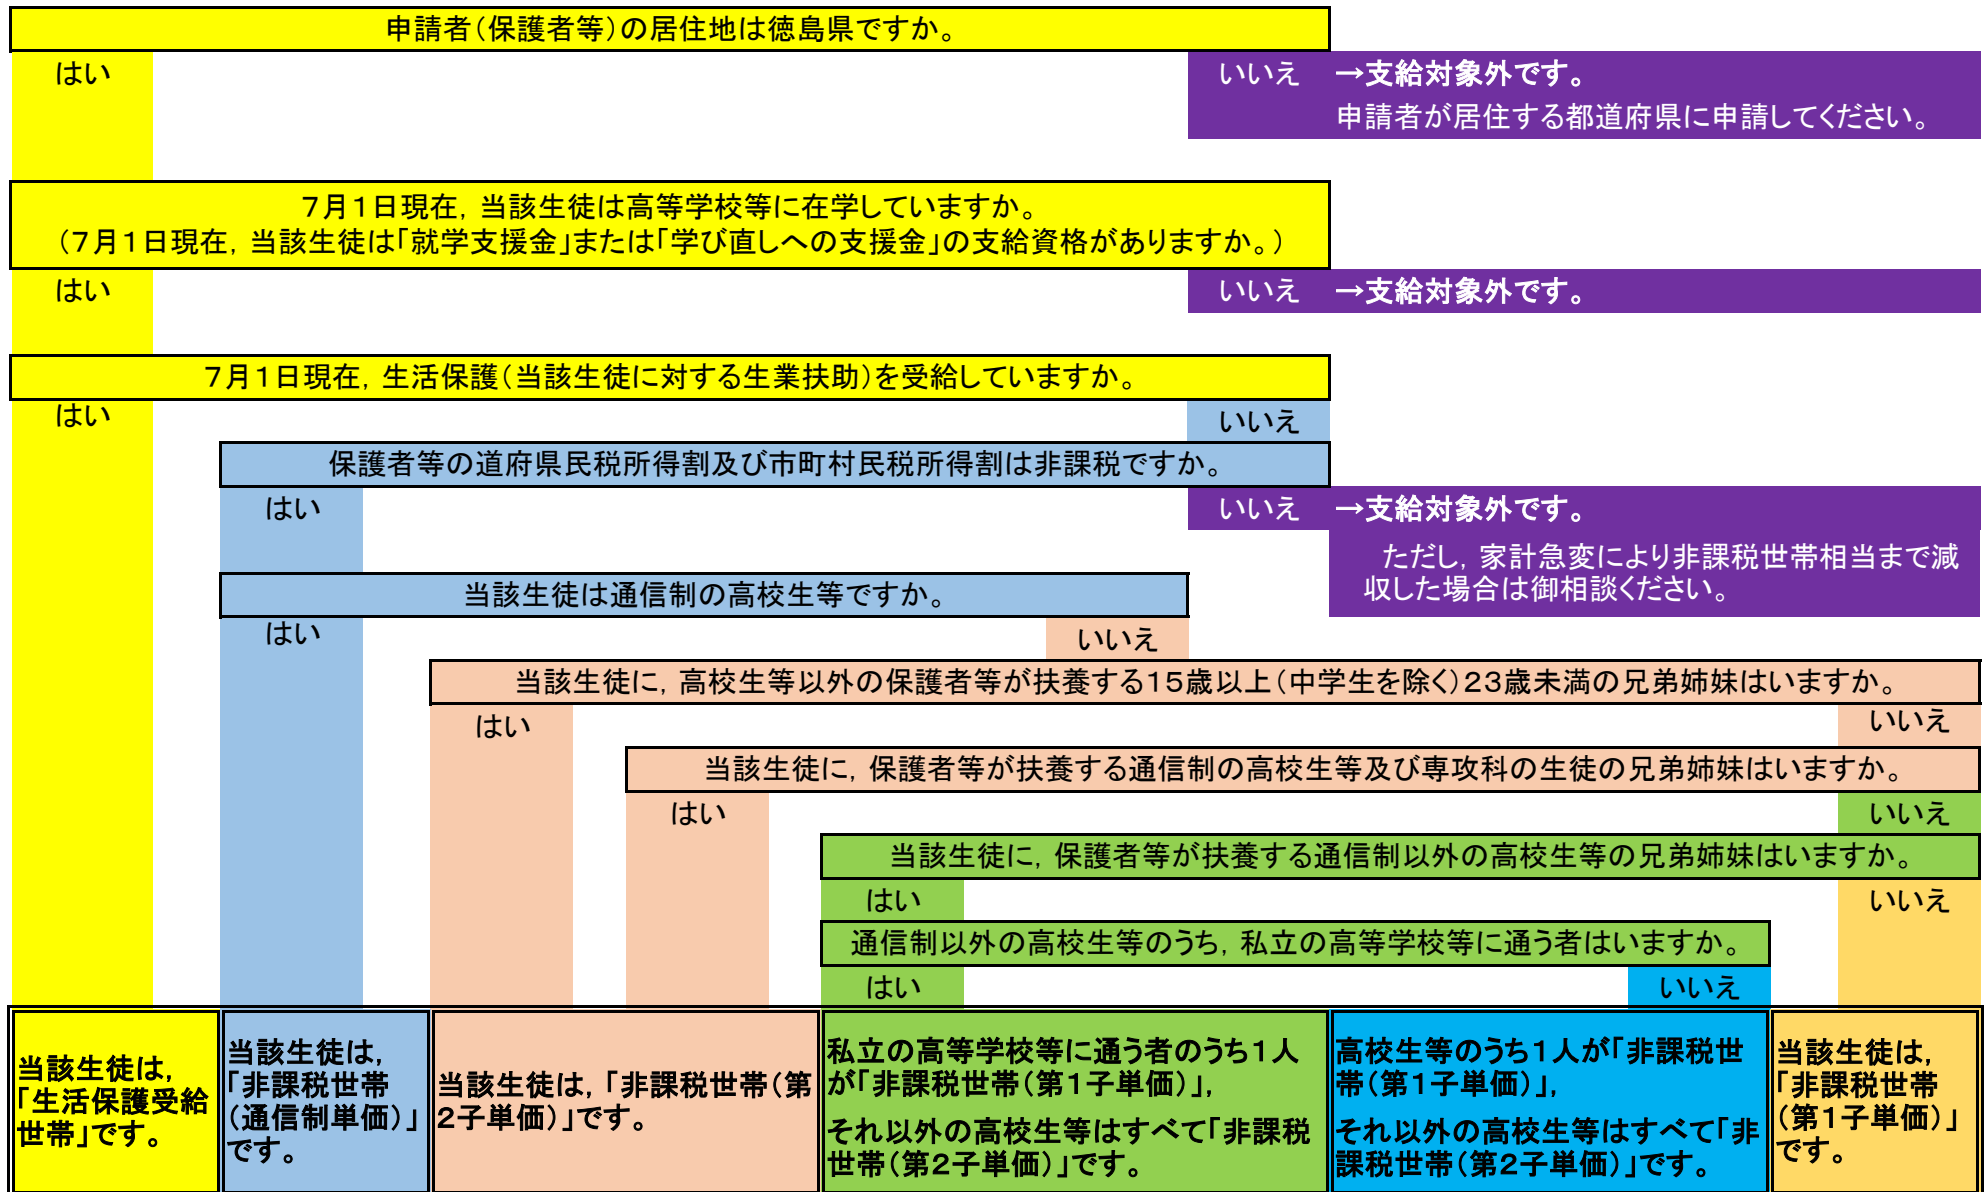 申請者（保護者等）の居住地は徳島県ですか。
はい
いいえ →支給対象外です。
申請者が居住する都道府県に申請してください。
７月１日現在，当該生徒は高等学校等に在学していますか。
（７月１日現在，当該生徒は「就学支援金」または「学び直しへの支援金」の支給資格がありますか。）
はい
いいえ →支給対象外です。
７月１日現在，生活保護（当該生徒に対する生業扶助）を受給していますか。
はい
いいえ
保護者等の道府県民税所得割及び市町村民税所得割は非課税ですか。
はい
いいえ →支給対象外です。
ただし，家計急変により非課税世帯相当まで減
収した場合は御相談ください。
当該生徒は通信制の高校生等ですか。
はい
いいえ
当該生徒に，高校生等以外の保護者等が扶養する１５歳以上（中学生を除く）２３歳未満の兄弟姉妹はいますか。
はい
いいえ
当該生徒に，保護者等が扶養する通信制の高校生等及び専攻科の生徒の兄弟姉妹はいますか。
はい
いいえ
当該生徒に，保護者等が扶養する通信制以外の高校生等の兄弟姉妹はいますか。
はい
いいえ
通信制以外の高校生等のうち，私立の高等学校等に通う者はいますか。
はい
いいえ
当該生徒は，
「生活保護受給
世帯」です。
当該生徒は，
「非課税世帯
（通信制単価）」
です。
当該生徒は，「非課税世帯（第
２子単価）」です。
私立の高等学校等に通う者のうち１人
が「非課税世帯（第１子単価）」，
それ以外の高校生等はすべて「非課税
世帯（第２子単価）」です。
高校生等のうち１人が「非課税世
帯（第１子単価）」，
それ以外の高校生等はすべて「非
課税世帯（第２子単価）」です。
当該生徒は，
「非課税世帯
（第１子単価）」
です。